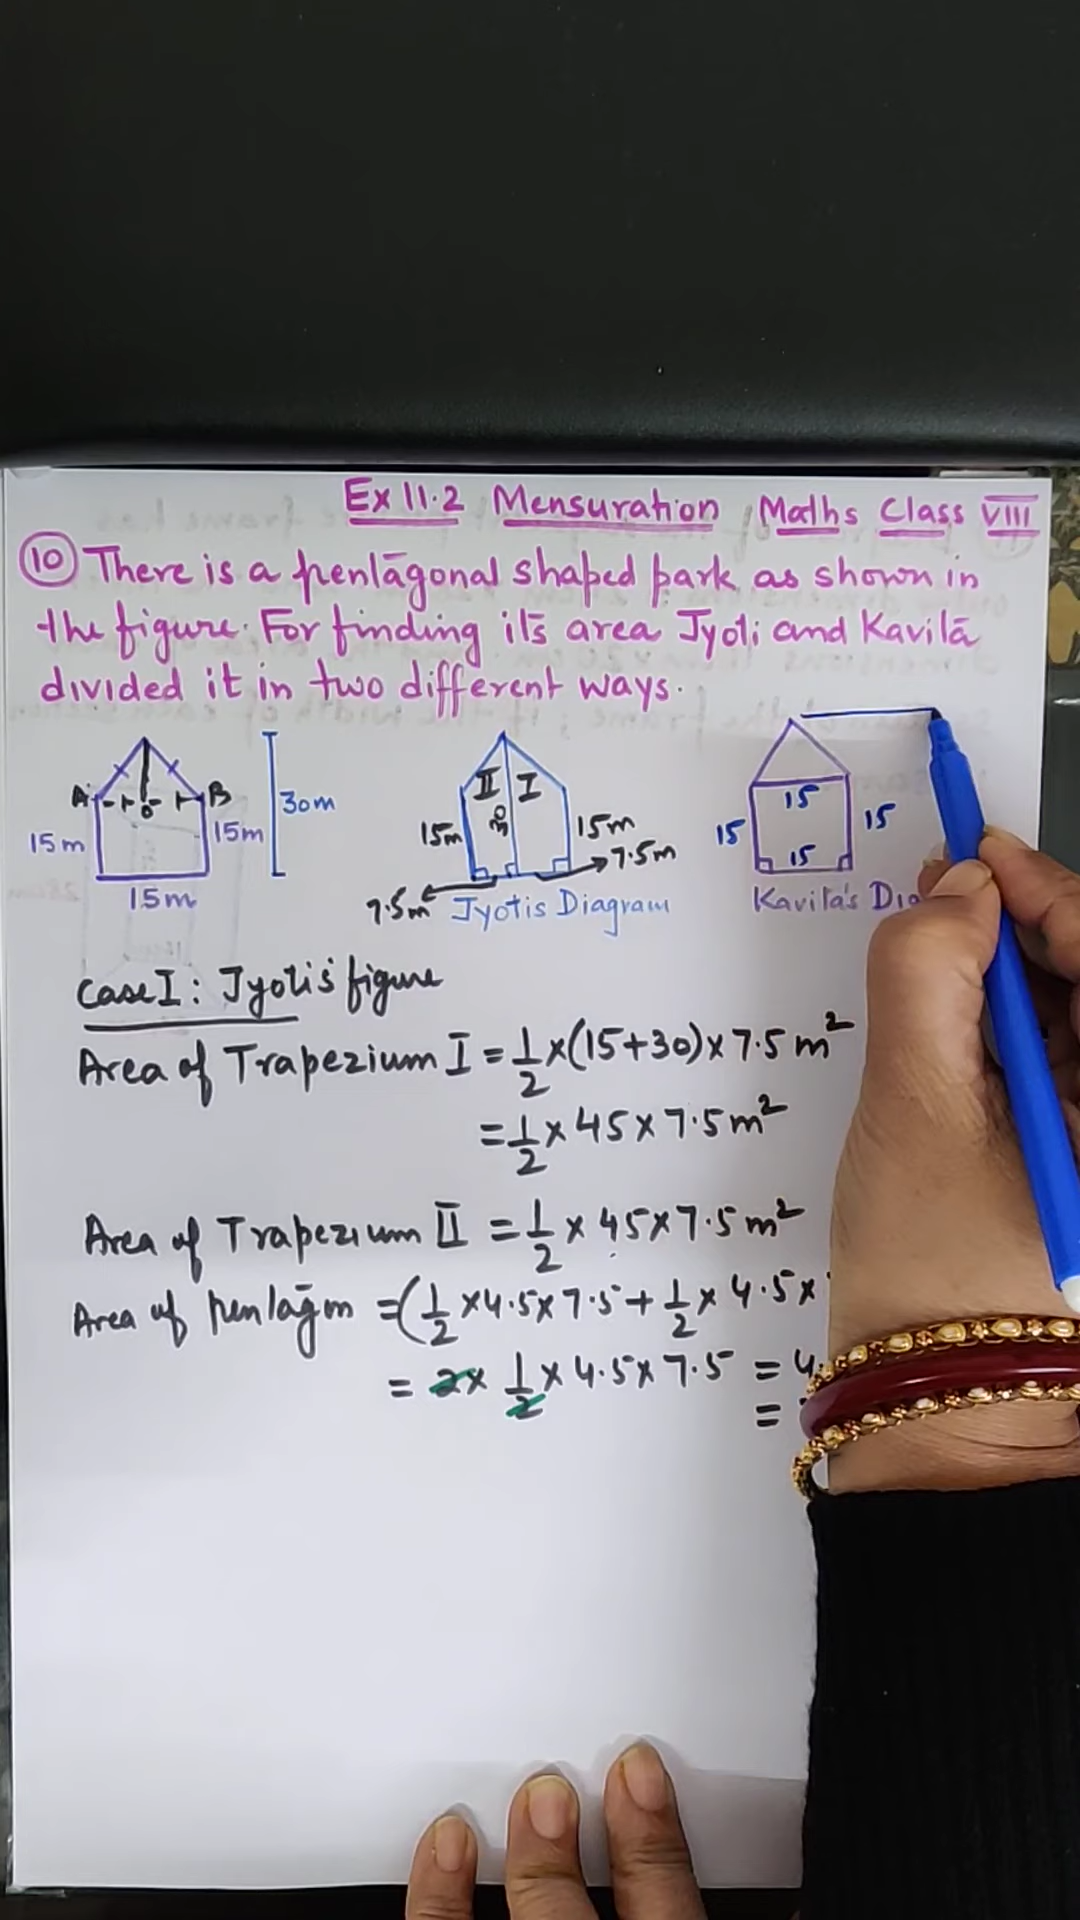 Ex 11.2 Mensuration Maths Class VIII
10 There is a pentagonal shaped park as shown in
the figure. For finding its area Jyoti and Kavita
divided it in two different ways.
A O B
15m 15m
15m
30m
II I
15m 30m 15m
7.5m 7.5m
Jyotis Diagram
15
15 15
15
Kavita's
Case I: Jyotis' figure
Area of Trapezium I = 1/2 × (15+30) × 7.5 m²
= 1/2 × 45 × 7.5 m²
Area of Trapezium II = 1/2 × 45 × 7.5 m²
Area of pentagon = (1/2 × 4.5 × 7.5 + 1/2 × 4.5 ×
= 2 × 1/2 × 4.5 × 7.5 = 4.
=